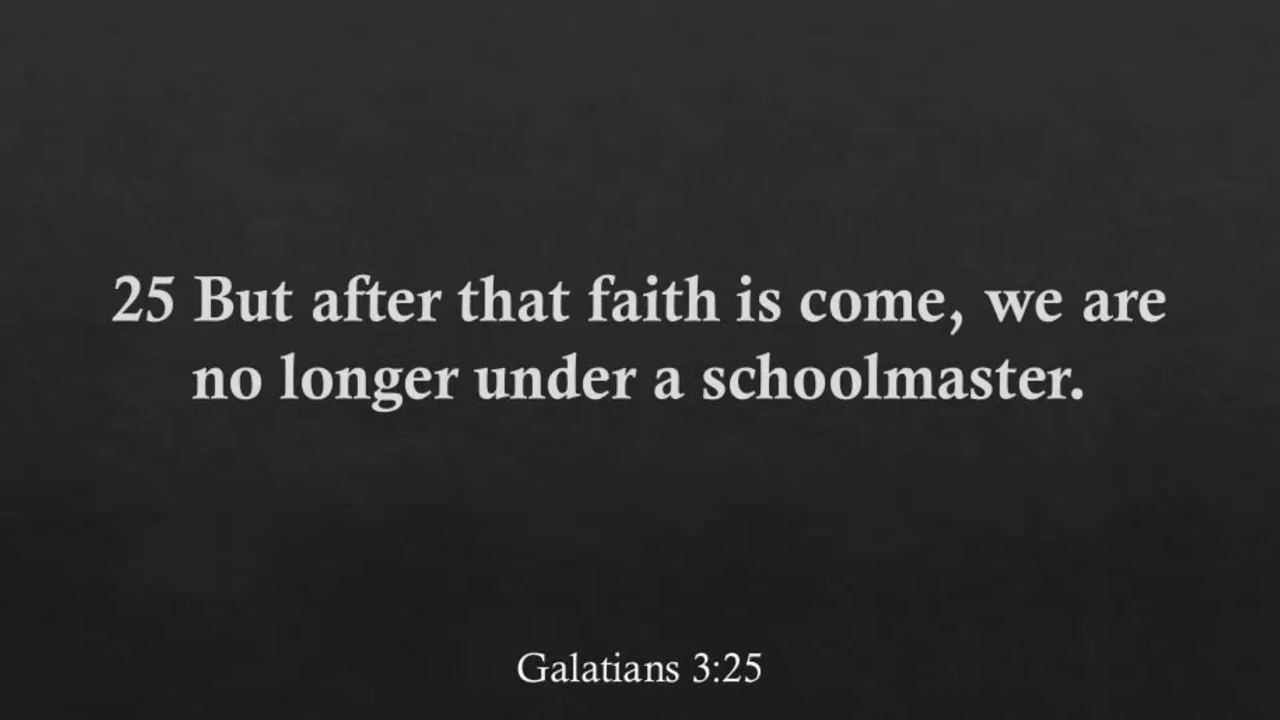 25 But after that faith is come, we are
no longer under a schoolmaster.
Galatians 3:25